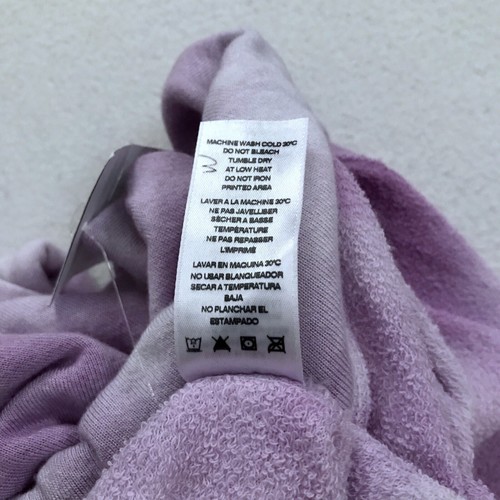 MACHINE WASH COLD 30°C
DO NOT BLEACH
TUMBLE DRY
AT LOW HEAT
DO NOT IRON
PRINTED AREA
LAVER A LA MACHINE 30°C
NE PAS JAVELLISER
SECHER A BASSE
TEMPÉRATURE
NE PAS REPASSER
L'IMPRIMÉ
LAVAR EN MAQUINA 30°C
NO USAR BLANQUEADOR
SECAR A TEMPERATURA
BAJA
NO PLANCHAR EL
ESTAMPADO